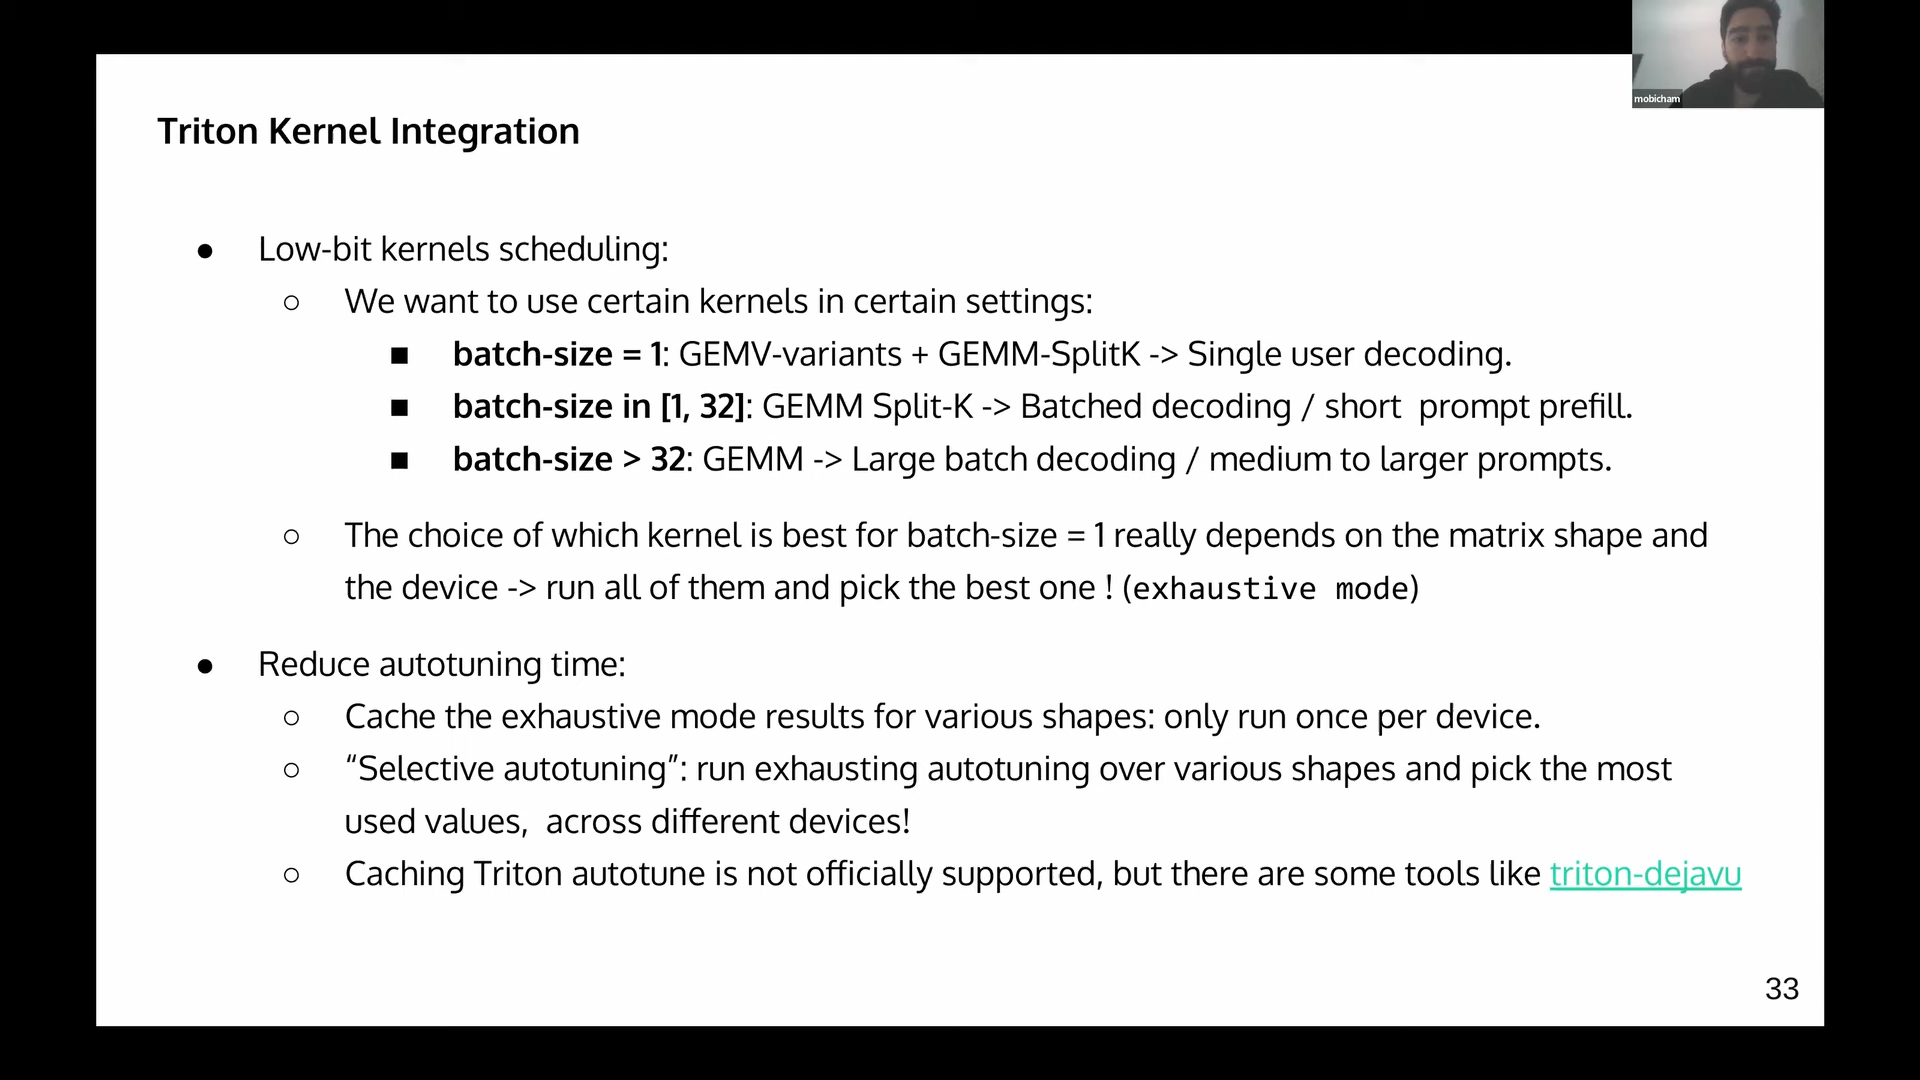 mobicham
Triton Kernel Integration
● Low-bit kernels scheduling:
○ We want to use certain kernels in certain settings:
■ batch-size = 1: GEMV-variants + GEMM-SplitK -> Single user decoding.
■ batch-size in [1, 32]: GEMM Split-K -> Batched decoding / short  prompt prefill.
■ batch-size > 32: GEMM -> Large batch decoding / medium to larger prompts.
○ The choice of which kernel is best for batch-size = 1 really depends on the matrix shape and
the device -> run all of them and pick the best one ! (exhaustive mode)
● Reduce autotuning time:
○ Cache the exhaustive mode results for various shapes: only run once per device.
○ “Selective autotuning”: run exhausting autotuning over various shapes and pick the most
used values,  across different devices!
○ Caching Triton autotune is not officially supported, but there are some tools like triton-dejavu
33